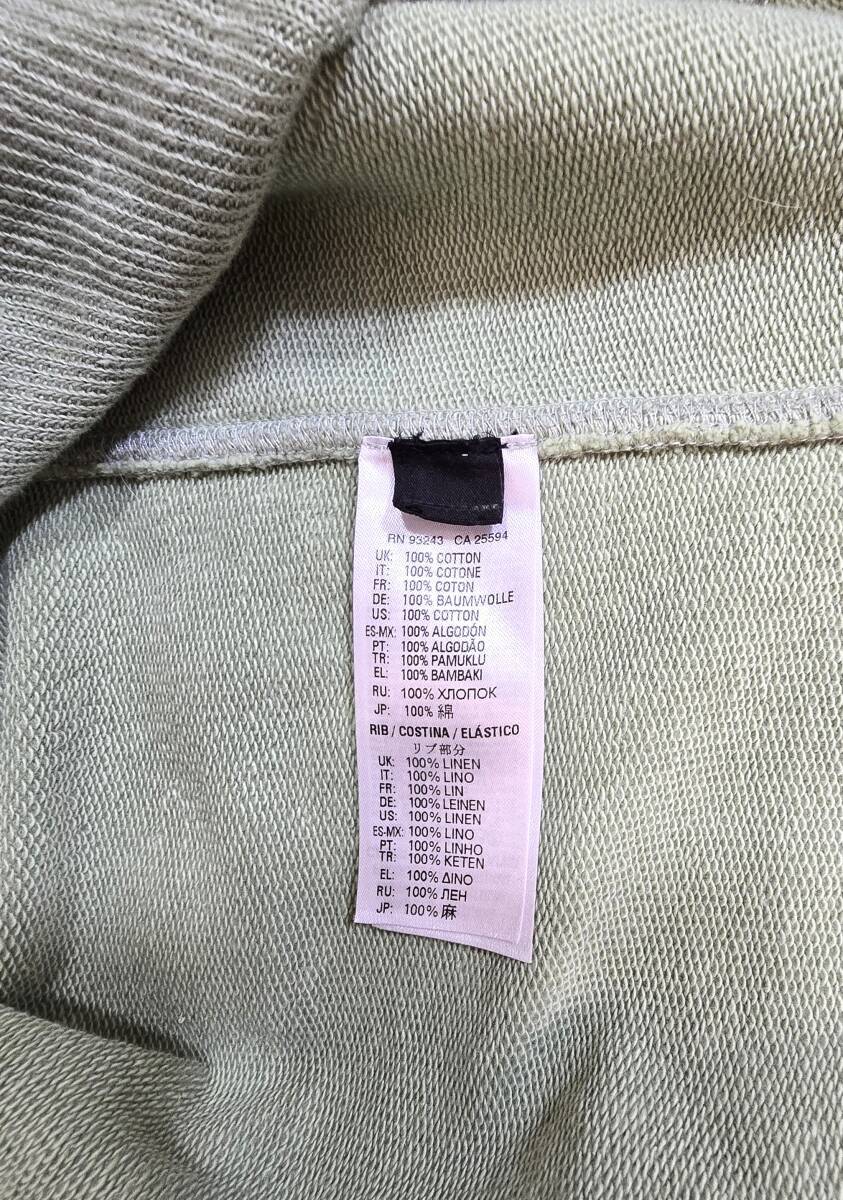 RN 93243 CA 25594
UK: 100% COTTON
IT: 100% COTONE
FR: 100% COTON
DE: 100% BAUMWOLLE
US: 100% COTTON
ES-MX: 100% ALGODÓN
PT: 100% ALGODÃO
TR: 100% PAMUKLU
EL: 100% BAMBAKI
RU: 100% ХЛОПОК
JP: 100% 綿
RIB / COSTINA / ELÁSTICO
リブ部分
UK: 100% LINEN
IT: 100% LINO
FR: 100% LIN
DE: 100% LEINEN
US: 100% LINEN
ES-MX: 100% LINO
PT: 100% LINHO
TR: 100% KETEN
EL: 100% ΛINO
RU: 100% ЛЕН
JP: 100% 麻